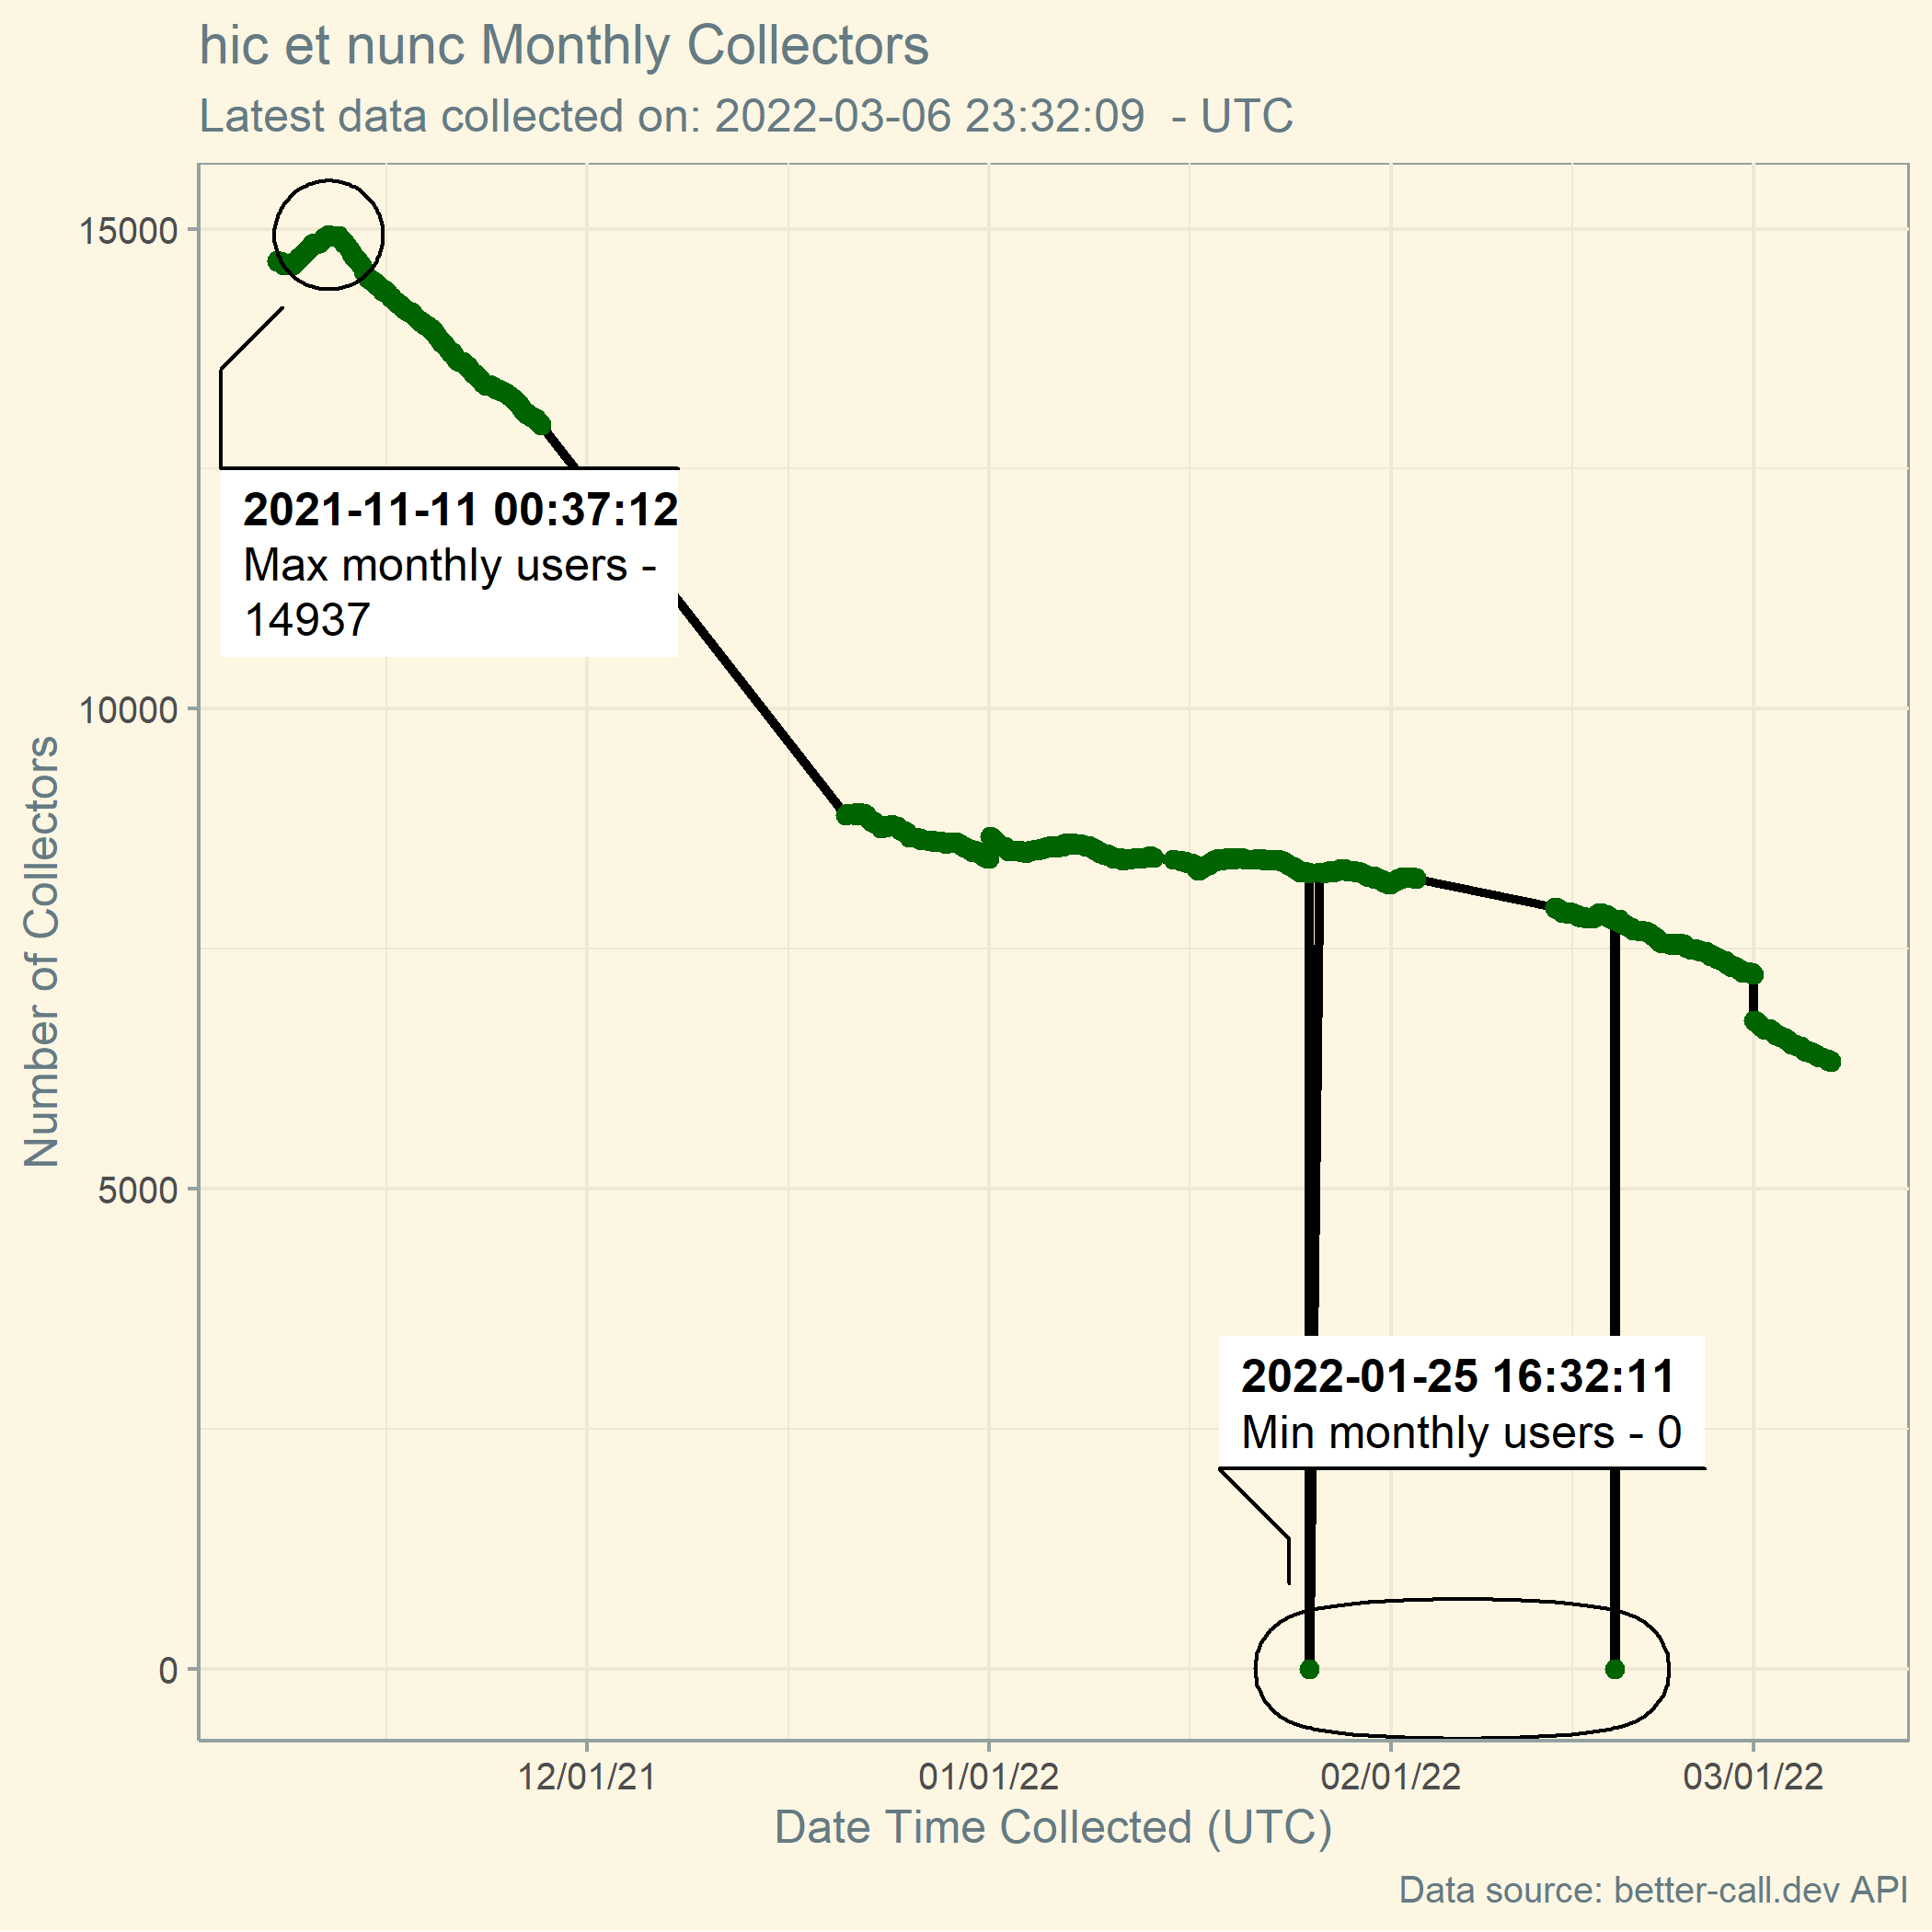 hic et nunc Monthly Collectors
Latest data collected on: 2022-03-06 23:32:09  - UTC
Number of Collectors
15000
10000
5000
0
2021-11-11 00:37:12
Max monthly users -
14937
2022-01-25 16:32:11
Min monthly users - 0
12/01/21
01/01/22
02/01/22
03/01/22
Date Time Collected (UTC)
Data source: better-call.dev API